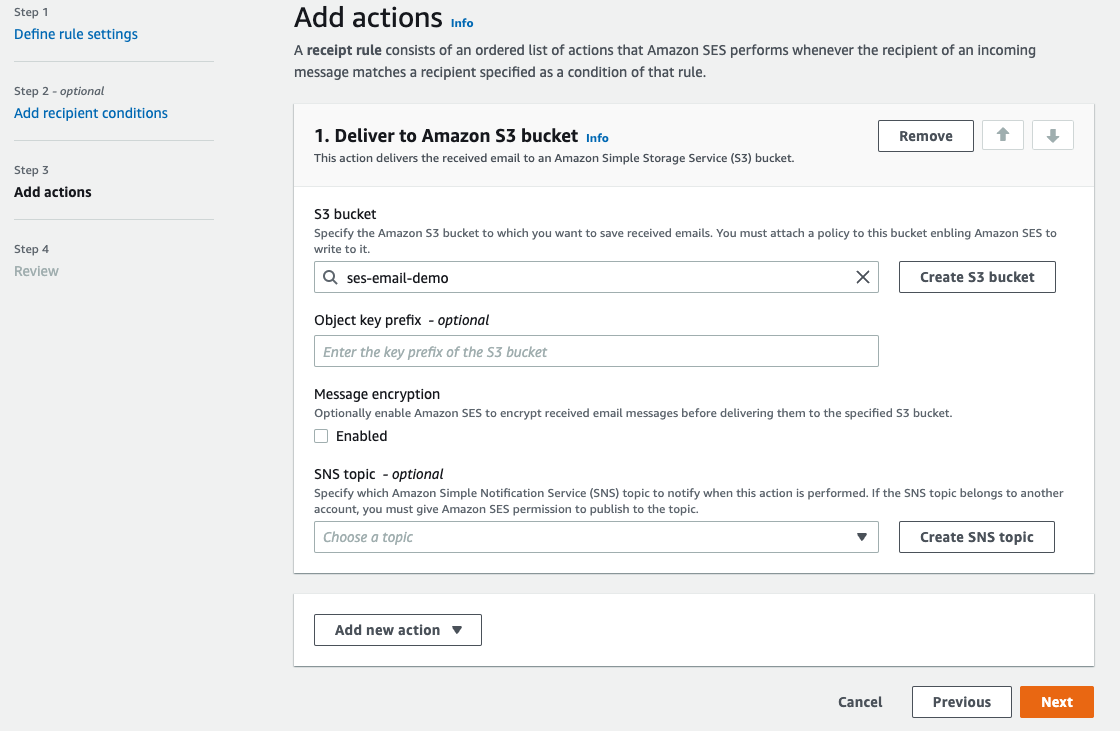 Step 1
Define rule settings
Step 2 - optional
Add recipient conditions
Step 3
Add actions
Step 4
Review
Add actions Info
A receipt rule consists of an ordered list of actions that Amazon SES performs whenever the recipient of an incoming
message matches a recipient specified as a condition of that rule.
1. Deliver to Amazon S3 bucket Info
Remove
This action delivers the received email to an Amazon Simple Storage Service (S3) bucket.
S3 bucket
Specify the Amazon S3 bucket to which you want to save received emails. You must attach a policy to this bucket enbling Amazon SES to
write to it.
ses-email-demo
Create S3 bucket
Object key prefix - optional
Enter the key prefix of the S3 bucket
Message encryption
Optionally enable Amazon SES to encrypt received email messages before delivering them to the specified S3 bucket.
Enabled
SNS topic - optional
Specify which Amazon Simple Notification Service (SNS) topic to notify when this action is performed. If the SNS topic belongs to another
account, you must give Amazon SES permission to publish to the topic.
Choose a topic
Create SNS topic
Add new action
Cancel
Previous
Next